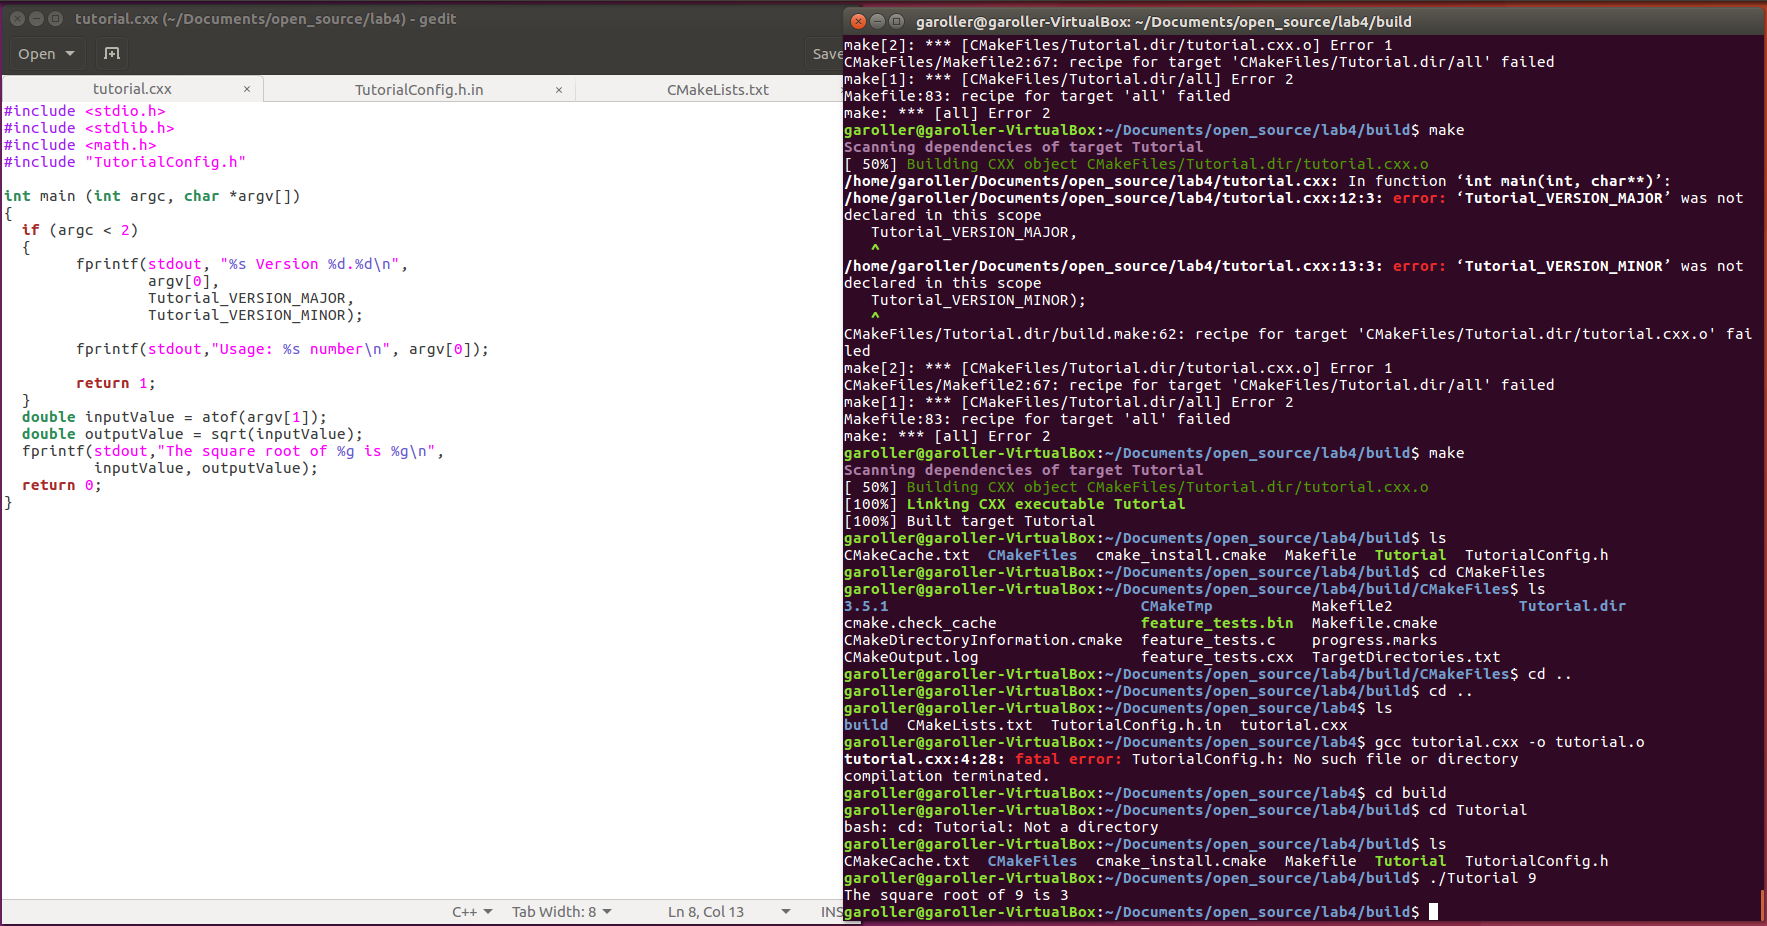 tutorial.cxx (~/Documents/open_source/lab4) - gedit
Open
Save
tutorial.cxx ×
TutorialConfig.h.in ×
CMakeLists.txt
#include <stdio.h>
#include <stdlib.h>
#include <math.h>
#include "TutorialConfig.h"
int main (int argc, char *argv[])
{
  if (argc < 2)
  {
        fprintf(stdout, "%s Version %d.%d\n",
                argv[0],
                Tutorial_VERSION_MAJOR,
                Tutorial_VERSION_MINOR);
        fprintf(stdout,"Usage: %s number\n", argv[0]);
        return 1;
  }
  double inputValue = atof(argv[1]);
  double outputValue = sqrt(inputValue);
  fprintf(stdout,"The square root of %g is %g\n",
          inputValue, outputValue);
  return 0;
}
C++
Tab Width: 8
Ln 8, Col 13
INS
garoller@garoller-VirtualBox: ~/Documents/open_source/lab4/build
make[2]: *** [CMakeFiles/Tutorial.dir/tutorial.cxx.o] Error 1
CMakeFiles/Makefile2:67: recipe for target 'CMakeFiles/Tutorial.dir/all' failed
make[1]: *** [CMakeFiles/Tutorial.dir/all] Error 2
Makefile:83: recipe for target 'all' failed
make: *** [all] Error 2
garoller@garoller-VirtualBox:~/Documents/open_source/lab4/build$ make
Scanning dependencies of target Tutorial
[ 50%] Building CXX object CMakeFiles/Tutorial.dir/tutorial.cxx.o
/home/garoller/Documents/open_source/lab4/tutorial.cxx: In function ‘int main(int, char**)’:
/home/garoller/Documents/open_source/lab4/tutorial.cxx:12:3: error: ‘Tutorial_VERSION_MAJOR’ was not
declared in this scope
   Tutorial_VERSION_MAJOR,
   ^
/home/garoller/Documents/open_source/lab4/tutorial.cxx:13:3: error: ‘Tutorial_VERSION_MINOR’ was not
declared in this scope
   Tutorial_VERSION_MINOR);
   ^
CMakeFiles/Tutorial.dir/build.make:62: recipe for target 'CMakeFiles/Tutorial.dir/tutorial.cxx.o' fai
led
make[2]: *** [CMakeFiles/Tutorial.dir/tutorial.cxx.o] Error 1
CMakeFiles/Makefile2:67: recipe for target 'CMakeFiles/Tutorial.dir/all' failed
make[1]: *** [CMakeFiles/Tutorial.dir/all] Error 2
Makefile:83: recipe for target 'all' failed
make: *** [all] Error 2
garoller@garoller-VirtualBox:~/Documents/open_source/lab4/build$ make
Scanning dependencies of target Tutorial
[ 50%] Building CXX object CMakeFiles/Tutorial.dir/tutorial.cxx.o
[100%] Linking CXX executable Tutorial
[100%] Built target Tutorial
garoller@garoller-VirtualBox:~/Documents/open_source/lab4/build$ ls
CMakeCache.txt  CMakeFiles  cmake_install.cmake  Makefile  Tutorial  TutorialConfig.h
garoller@garoller-VirtualBox:~/Documents/open_source/lab4/build$ cd CMakeFiles
garoller@garoller-VirtualBox:~/Documents/open_source/lab4/build/CMakeFiles$ ls
3.5.1                            CMakeTmp           Makefile2              Tutorial.dir
cmake.check_cache                feature_tests.bin  Makefile.cmake
CMakeDirectoryInformation.cmake  feature_tests.c    progress.marks
CMakeOutput.log                  feature_tests.cxx  TargetDirectories.txt
garoller@garoller-VirtualBox:~/Documents/open_source/lab4/build/CMakeFiles$ cd ..
garoller@garoller-VirtualBox:~/Documents/open_source/lab4/build$ cd ..
garoller@garoller-VirtualBox:~/Documents/open_source/lab4$ ls
build  CMakeLists.txt  TutorialConfig.h.in  tutorial.cxx
garoller@garoller-VirtualBox:~/Documents/open_source/lab4$ gcc tutorial.cxx -o tutorial.o
tutorial.cxx:4:28: fatal error: TutorialConfig.h: No such file or directory
compilation terminated.
garoller@garoller-VirtualBox:~/Documents/open_source/lab4$ cd build
garoller@garoller-VirtualBox:~/Documents/open_source/lab4/build$ cd Tutorial
bash: cd: Tutorial: Not a directory
garoller@garoller-VirtualBox:~/Documents/open_source/lab4/build$ ls
CMakeCache.txt  CMakeFiles  cmake_install.cmake  Makefile  Tutorial  TutorialConfig.h
garoller@garoller-VirtualBox:~/Documents/open_source/lab4/build$ ./Tutorial 9
The square root of 9 is 3
garoller@garoller-VirtualBox:~/Documents/open_source/lab4/build$